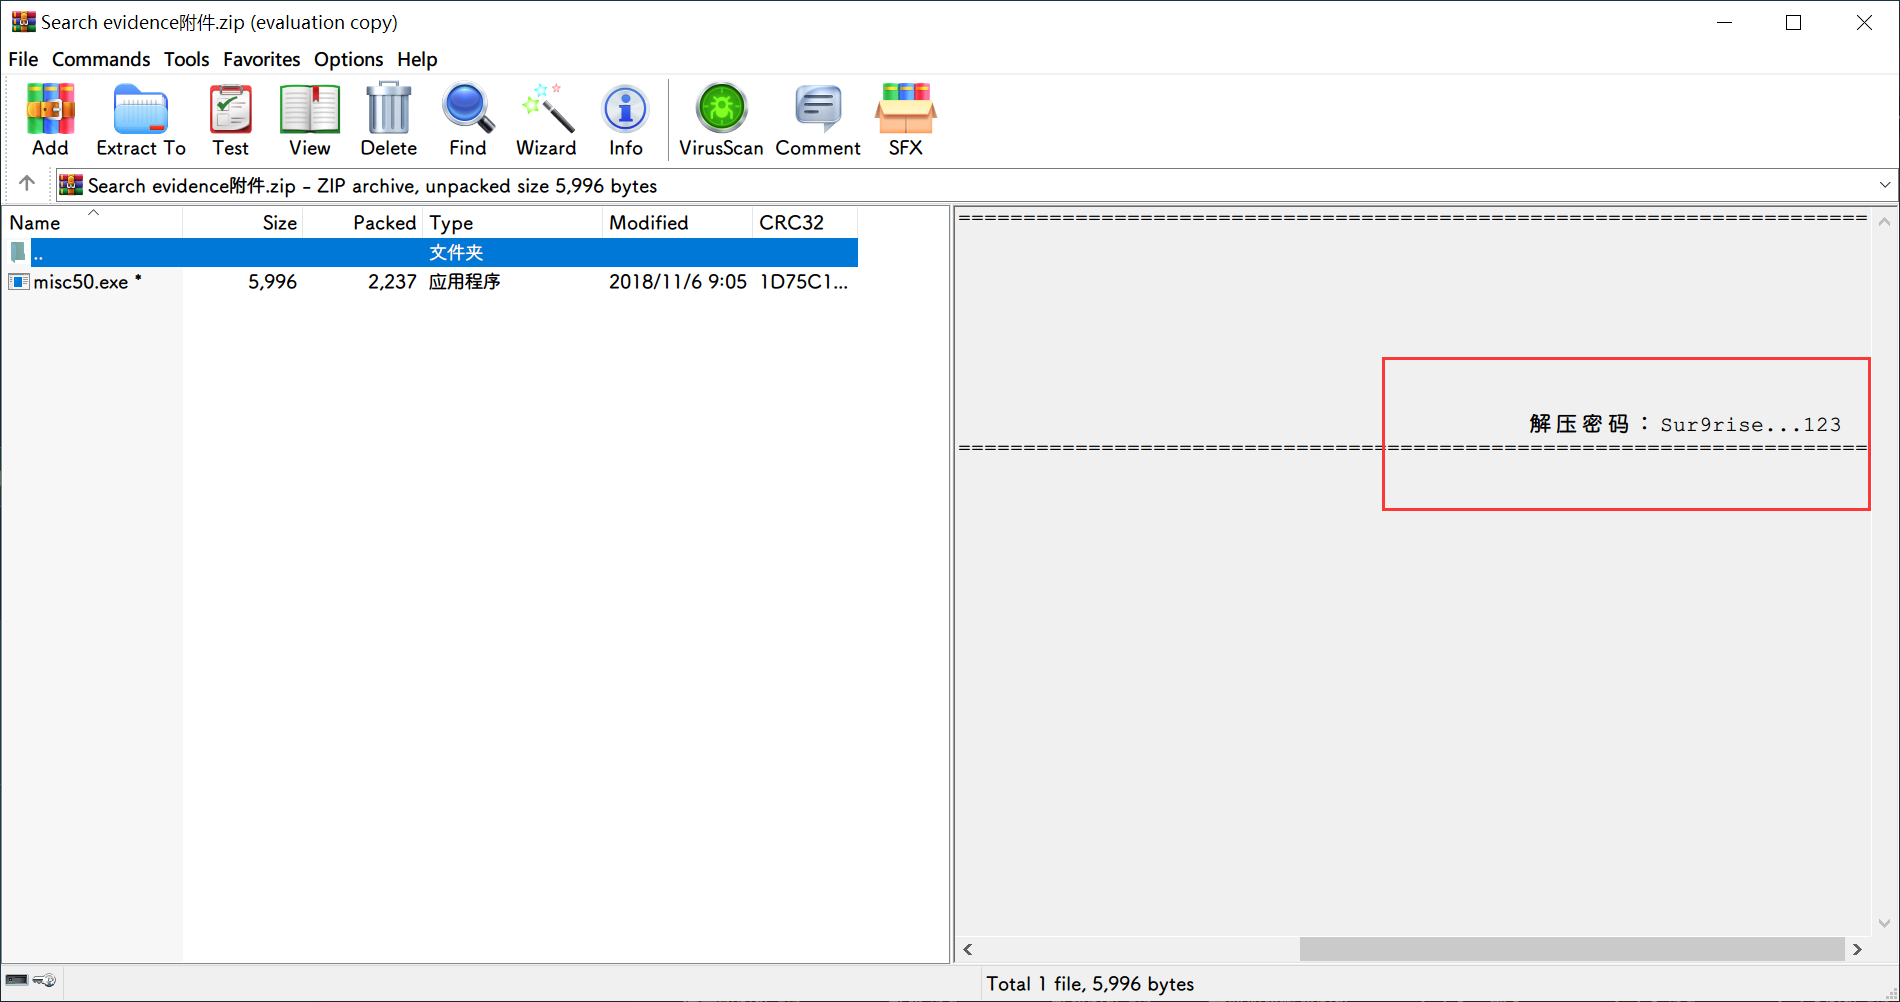 Search evidence附件.zip (evaluation copy)
File Commands Tools Favorites Options Help
Add Extract To Test View Delete Find Wizard Info VirusScan Comment SFX
Search evidence附件.zip - ZIP archive, unpacked size 5,996 bytes
Name Size Packed Type Modified CRC32
.. 文件夹
misc50.exe * 5,996 2,237 应用程序 2018/11/6 9:05 1D75C1...
======================================================================
解压密码：Sur9rise...123
======================================================================
Total 1 file, 5,996 bytes